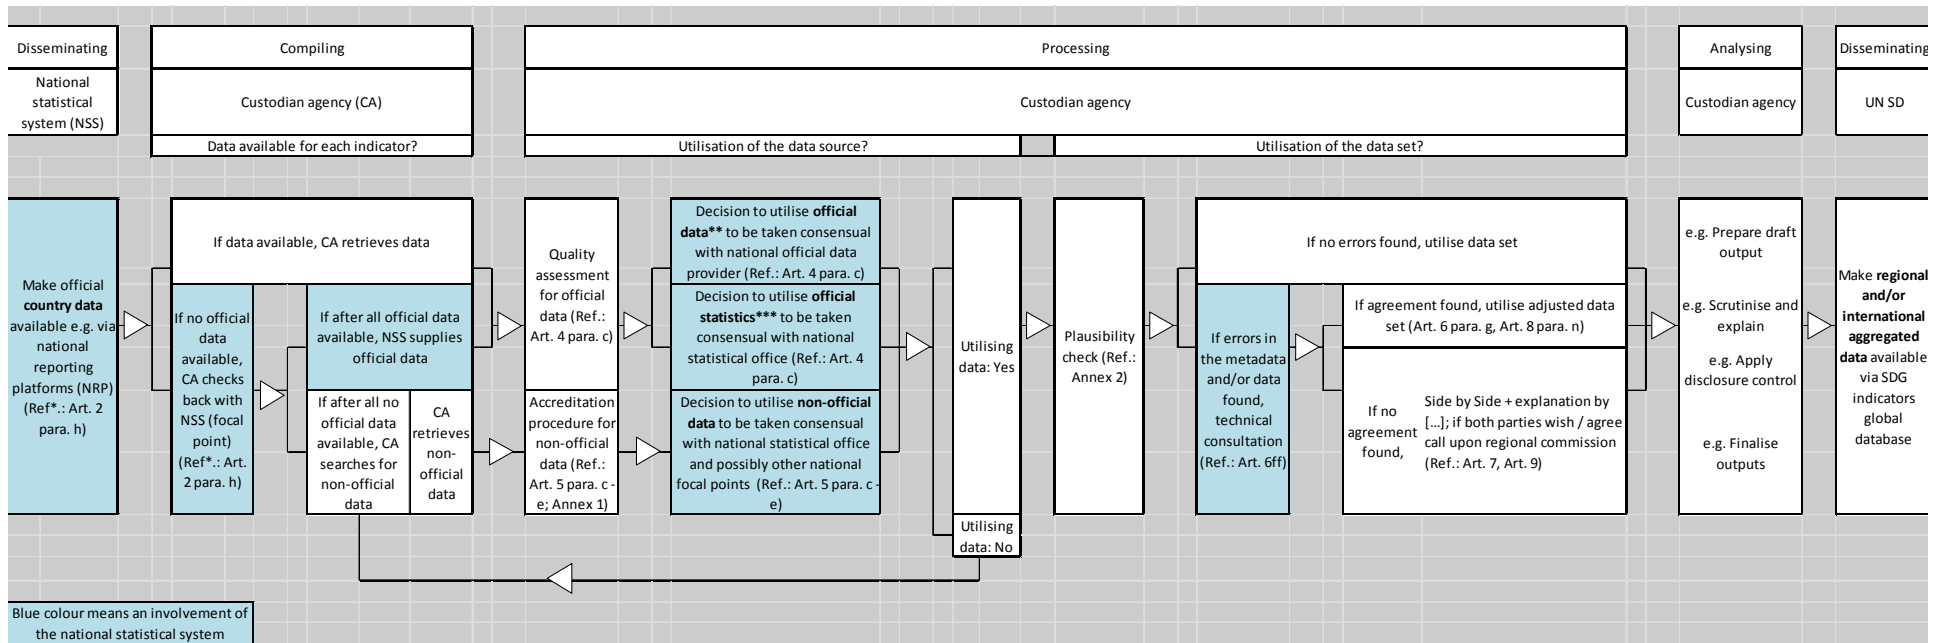 Disseminating
Compiling
Processing
Analysing
Disseminating
National
statistical
system (NSS)
Custodian agency (CA)
Custodian agency
Custodian agency
UN SD
Data available for each indicator?
Utilisation of the data source?
Utilisation of the data set?
Make official
country data
available e.g. via
national
reporting
platforms (NRP)
(Ref*.: Art. 2
para. h)
If data available, CA retrieves data
If no official
data
available,
CA checks
back with
NSS (focal
point)
(Ref*.: Art.
2 para. h)
If after all official data
available, NSS supplies
official data
If after all no
official data
available, CA
searches for
non-official
data
CA
retrieves
non-
official
data
Quality
assessment
for official
data (Ref.:
Art. 4 para. c)
Accreditation
procedure for
non-official
data (Ref.:
Art. 5 para. c -
e; Annex 1)
Decision to utilise official
data** to be taken consensual
with national official data
provider (Ref.: Art. 4 para. c)
Decision to utilise official
statistics*** to be taken
consensual with national
statistical office (Ref.: Art. 4
para. c)
Decision to utilise non-official
data to be taken consensual
with national statistical office
and possibly other national
focal points (Ref.: Art. 5 para. c -
e)
Utilising
data: Yes
Utilising
data: No
Plausibility
check (Ref.:
Annex 2)
If no errors found, utilise data set
If errors in
the metadata
and/or data
found,
technical
consultation
(Ref.: Art. 6ff)
If agreement found, utilise adjusted data
set (Art. 6 para. g, Art. 8 para. n)
If no
agreement
found,
Side by Side + explanation by
[...]; if both parties wish / agree
call upon regional commission
(Ref.: Art. 7, Art. 9)
e.g. Prepare draft
output
e.g. Scrutinise and
explain
e.g. Apply
disclosure control
e.g. Finalise
outputs
Make regional
and/or
international
aggregated
data available
via SDG
indicators
global
database
Blue colour means an involvement of
the national statistical system